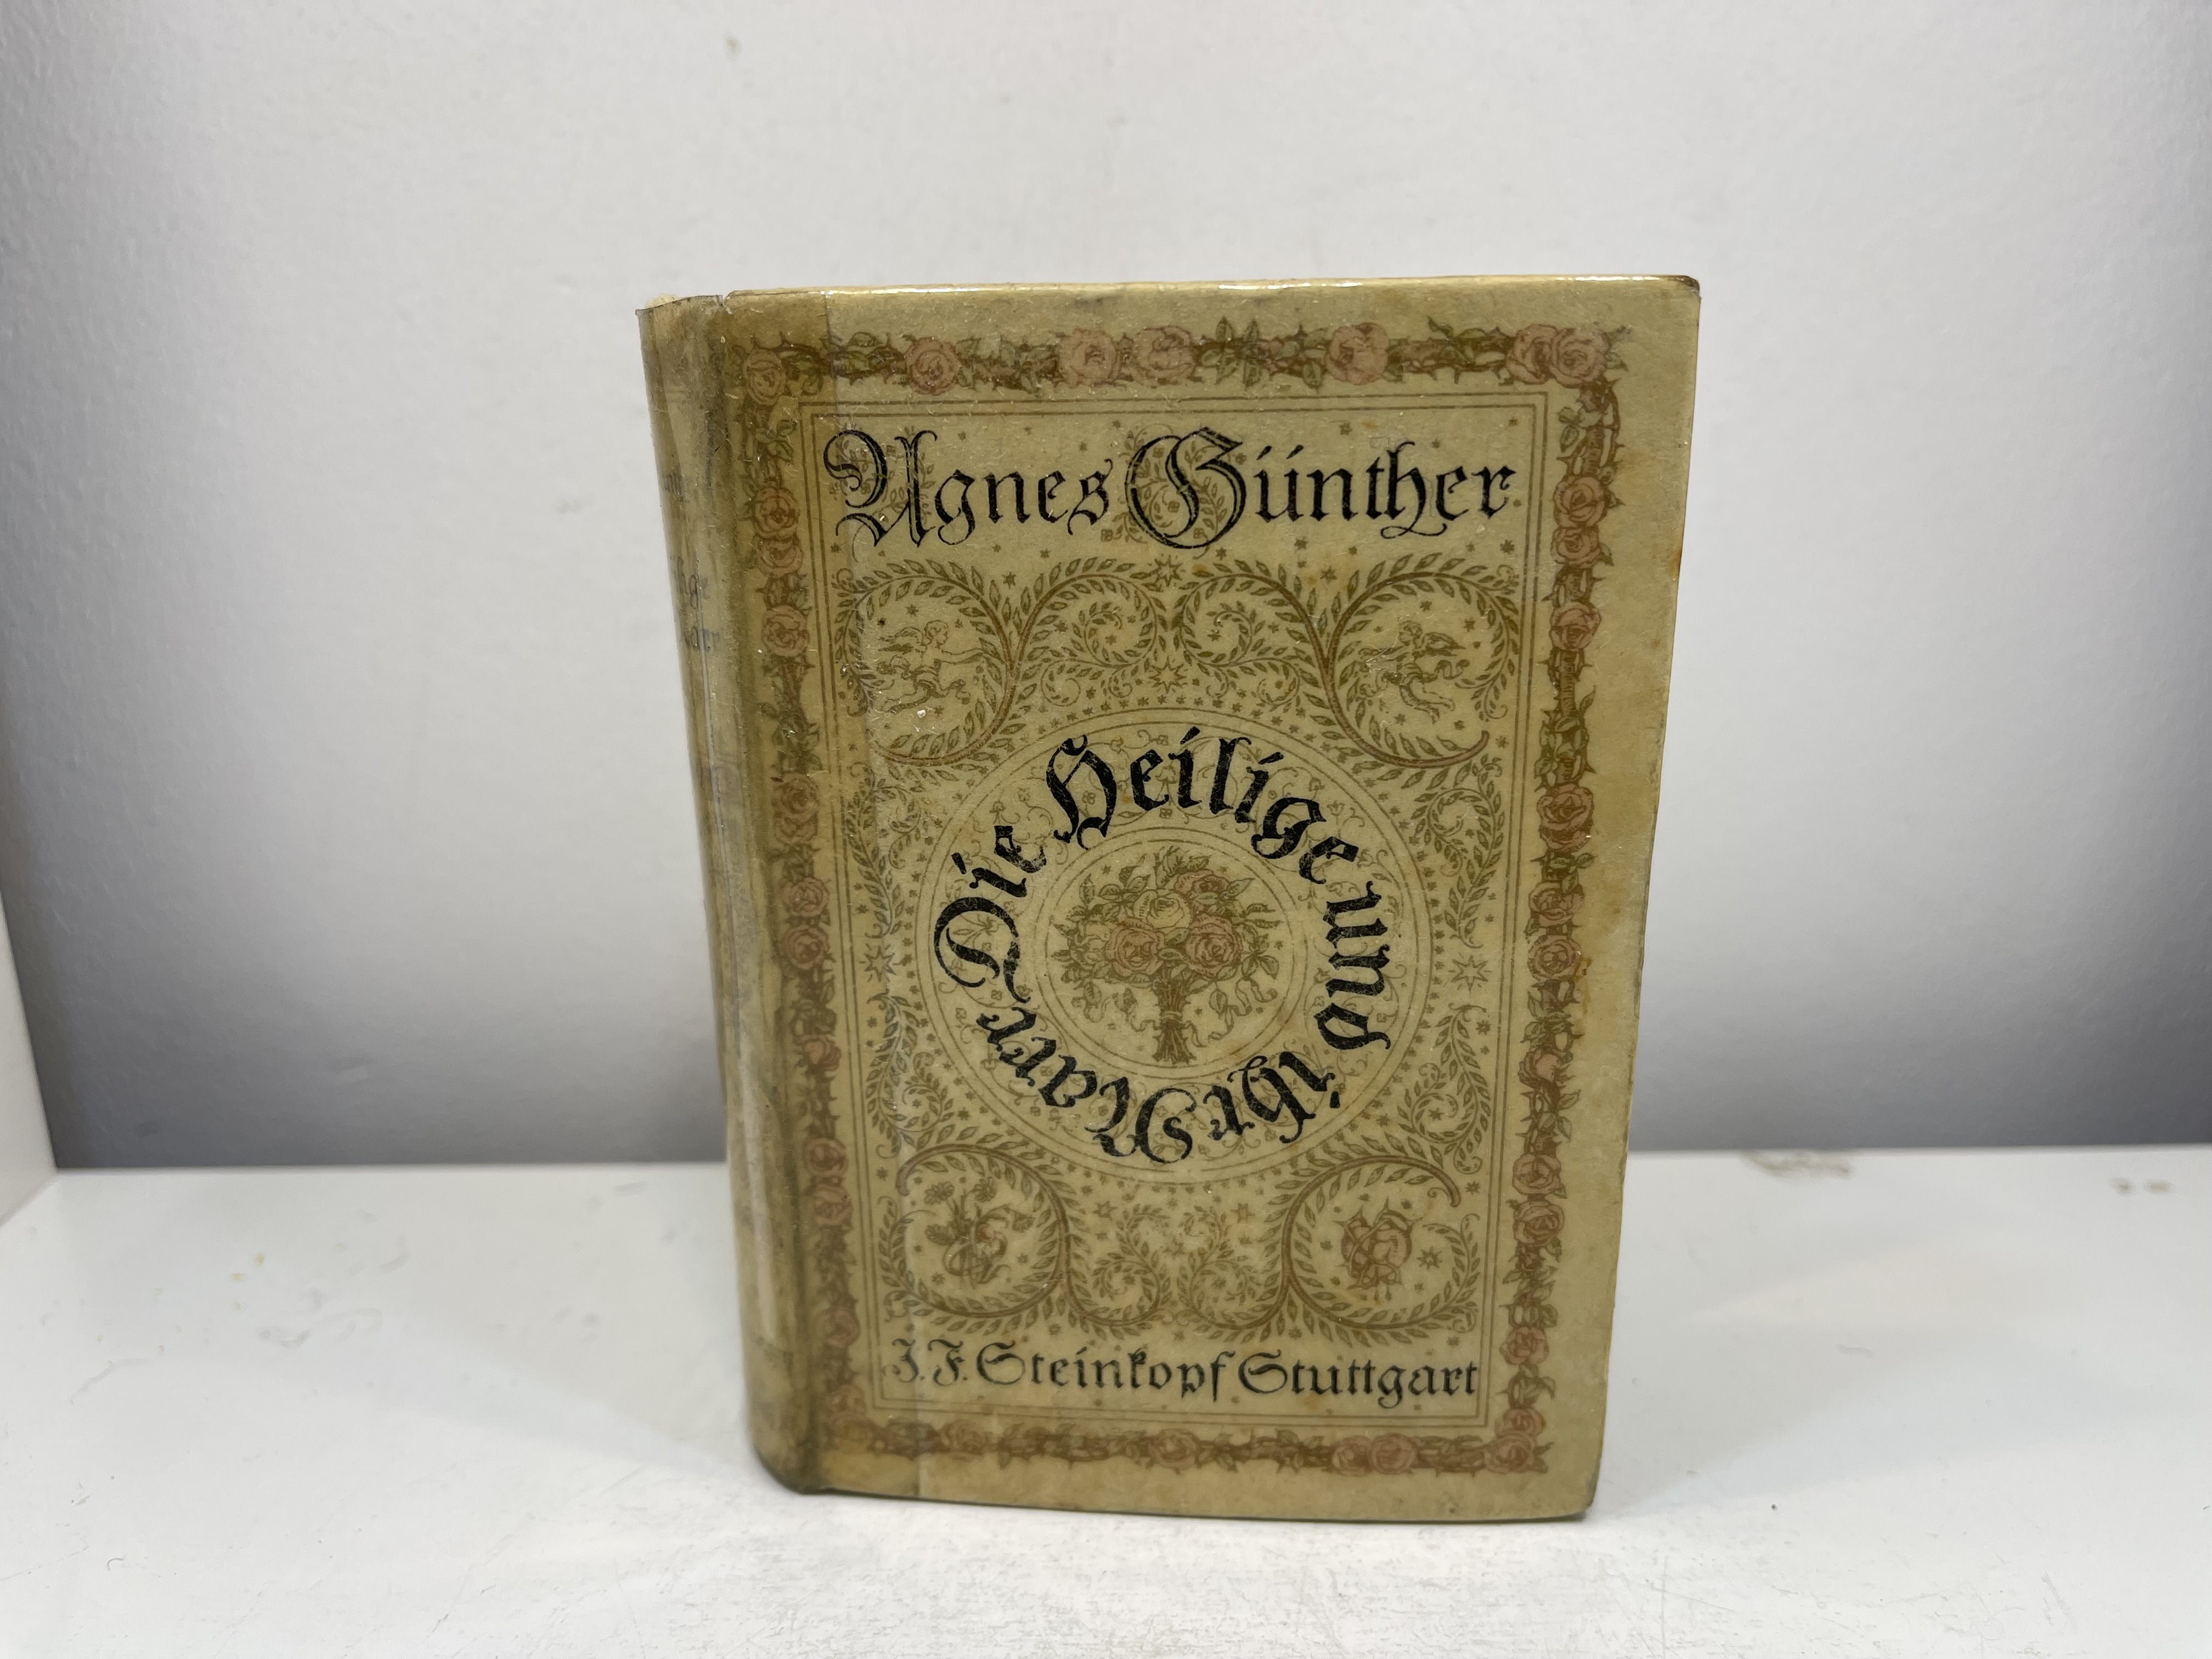 Agnes Günther
Die Heilige und ihr Narr
J. F. Steinkopf Stuttgart